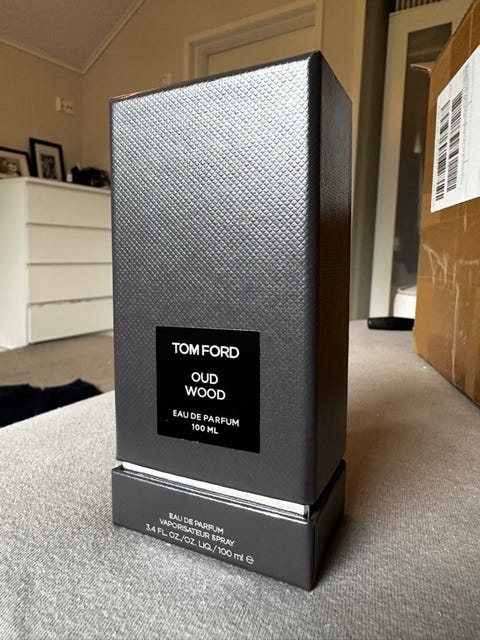 TOM FORD
OUD
WOOD
EAU DE PARFUM
100 ML
EAU DE PARFUM
VAPORISATEUR SPRAY
3.4 FL. OZ./OZ. LIQ./100 ml ℮